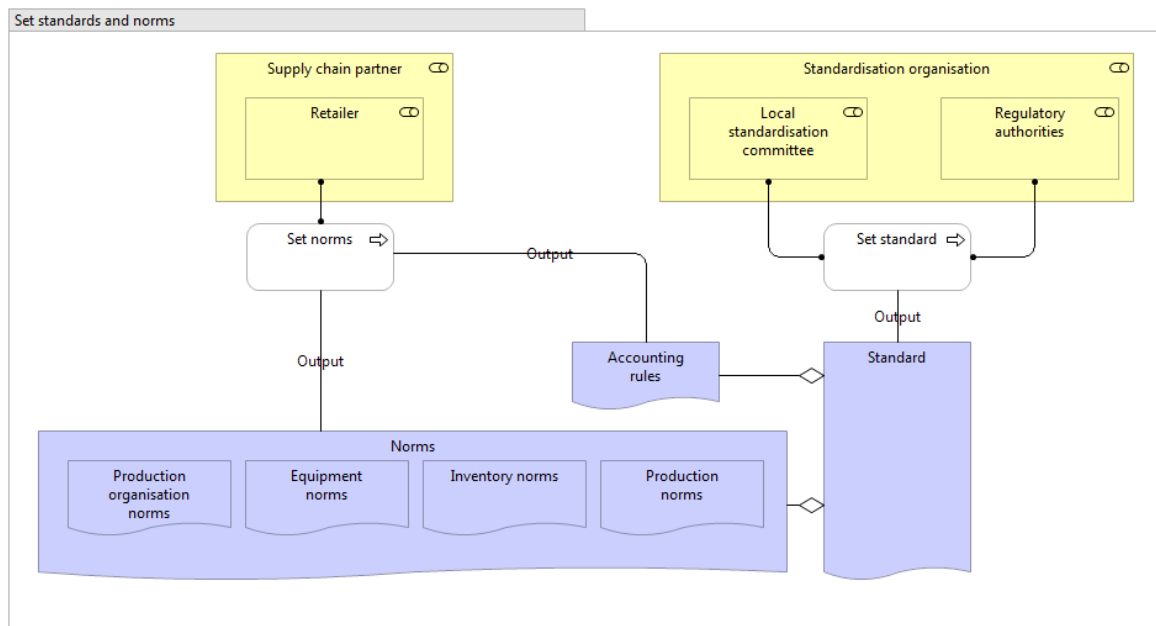 Set standards and norms
Supply chain partner
Standardisation organisation
Retailer
Local
standardisation
committee
Regulatory
authorities
Set norms
Set standard
Output
Output
Output
Accounting
rules
Standard
Norms
Production
organisation
norms
Equipment
norms
Inventory norms
Production
norms